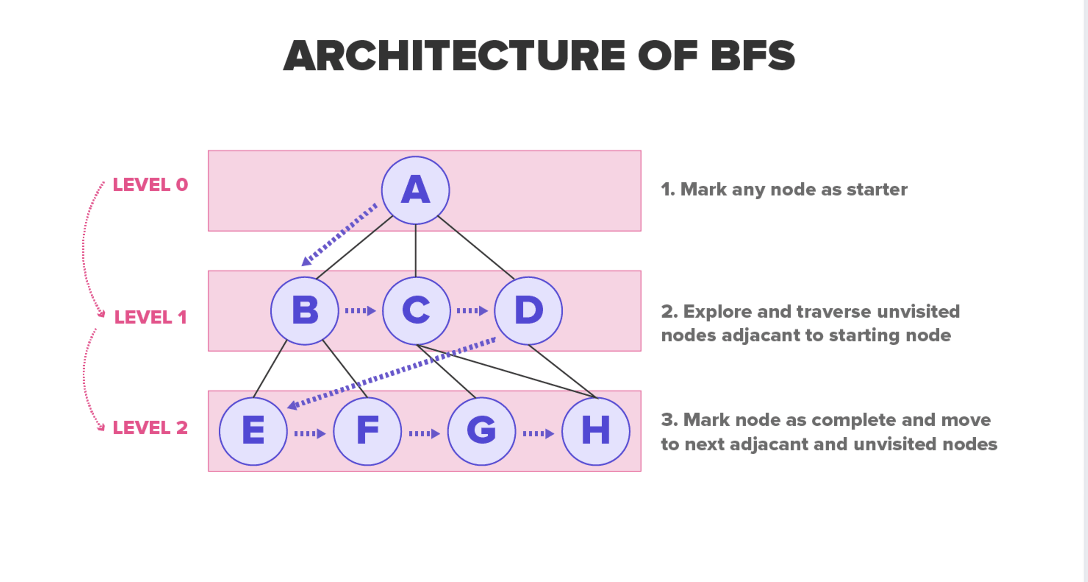 ARCHITECTURE OF BFS
LEVEL 0
A
1. Mark any node as starter
LEVEL 1
B
C
D
2. Explore and traverse unvisited
nodes adjacant to starting node
LEVEL 2
E
F
G
H
3. Mark node as complete and move
to next adjacant and unvisited nodes